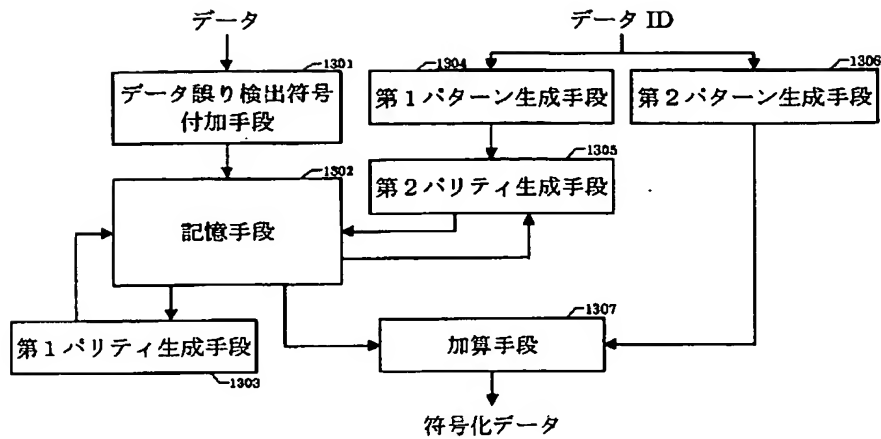 データ
データ ID
1301
データ誤り検出符号
付加手段
1304
第1パターン生成手段
1306
第2パターン生成手段
1302
記憶手段
1305
第2パリティ生成手段
第1パリティ生成手段
1303
1307
加算手段
符号化データ